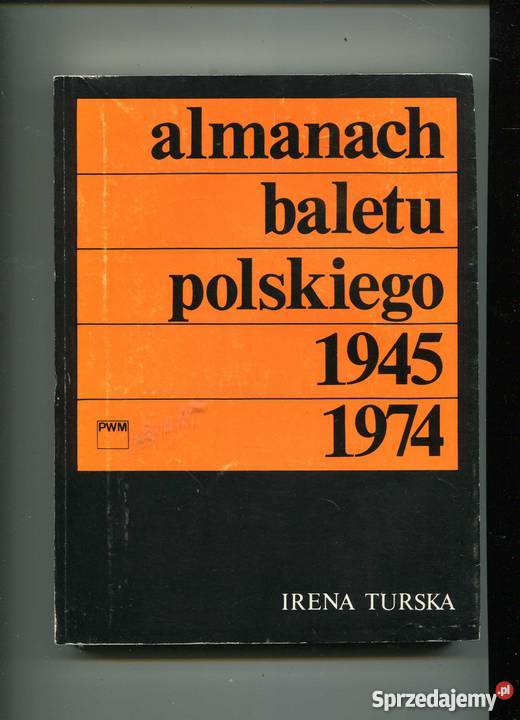 almanach
baletu
polskiego
1945
1974
PWM
IRENA TURSKA
Sprzedajemy.pl